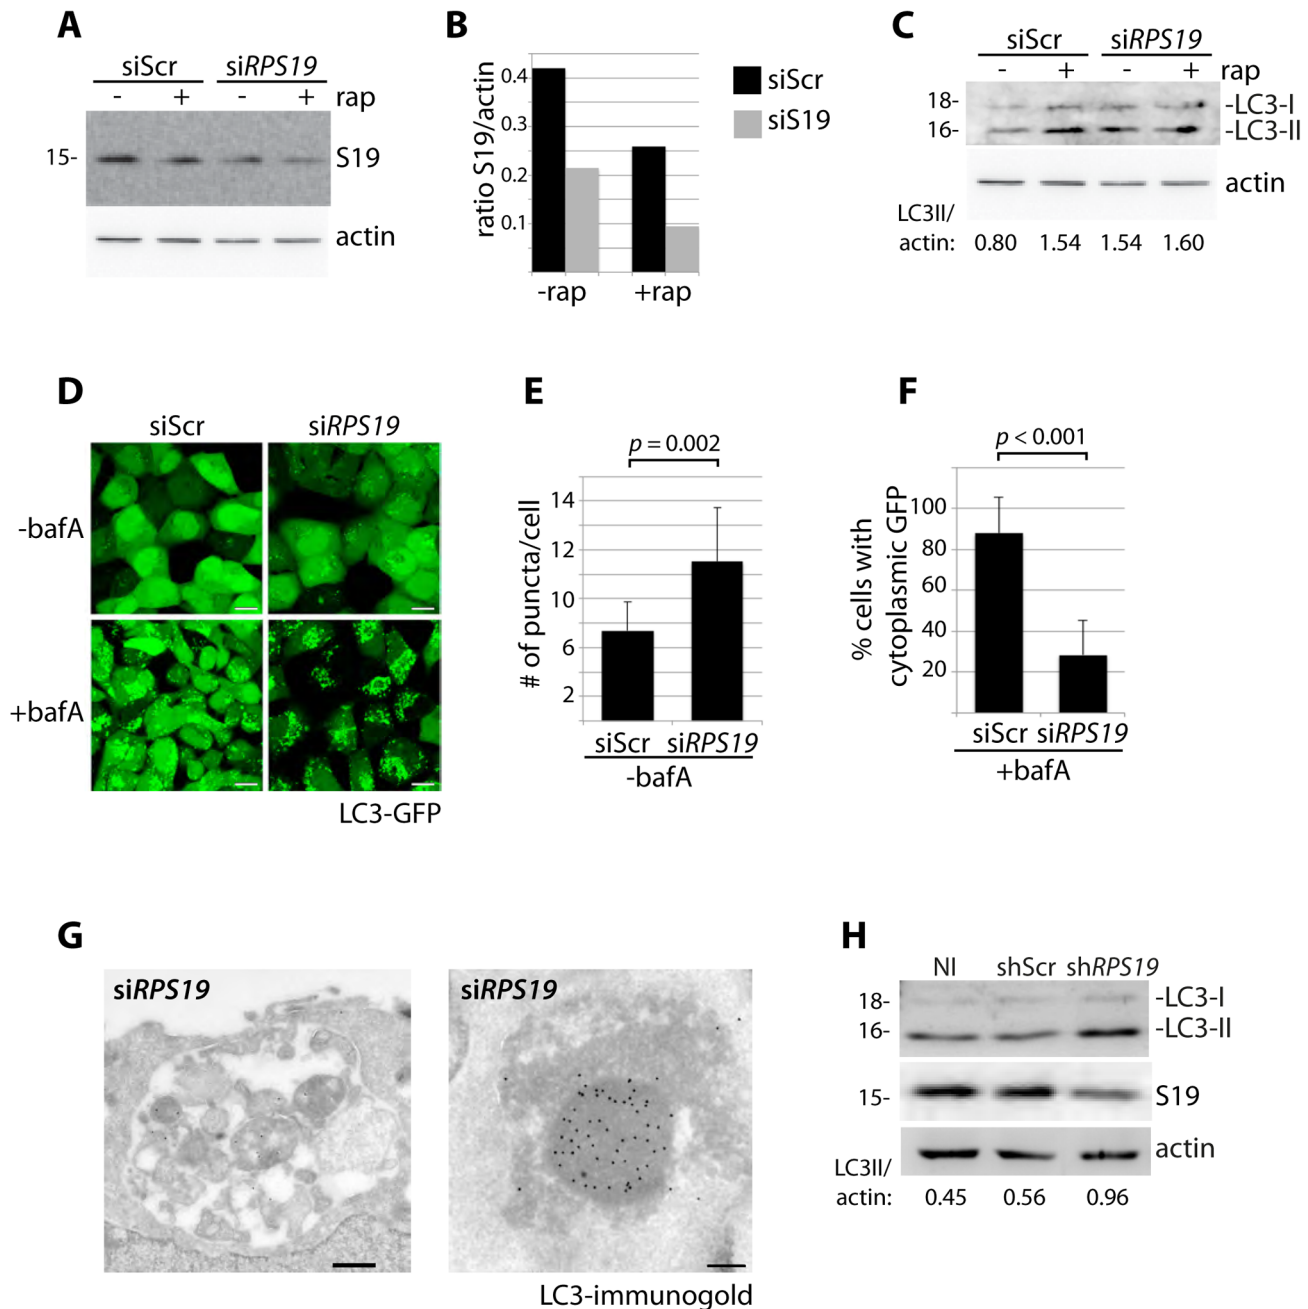 A
siScr siRPS19
- + - + rap
15- S19
actin
B
0.4
0.3
0.2
0.1
ratio S19/actin
-rap +rap
siScr
siS19
C
siScr siRPS19
- + - + rap
18- -LC3-I
16- -LC3-II
actin
LC3II/
actin: 0.80 1.54 1.54 1.60
D
siScr siRPS19
-bafA
+bafA
LC3-GFP
E
p = 0.002
# of puncta/cell
14
12
10
6
2
siScr siRPS19
-bafA
F
p < 0.001
% cells with
cytoplasmic GFP
100
80
60
40
20
siScr siRPS19
+bafA
G
siRPS19
siRPS19
LC3-immunogold
H
NI shScr shRPS19
18- -LC3-I
16- -LC3-II
15- S19
actin
LC3II/
actin: 0.45 0.56 0.96